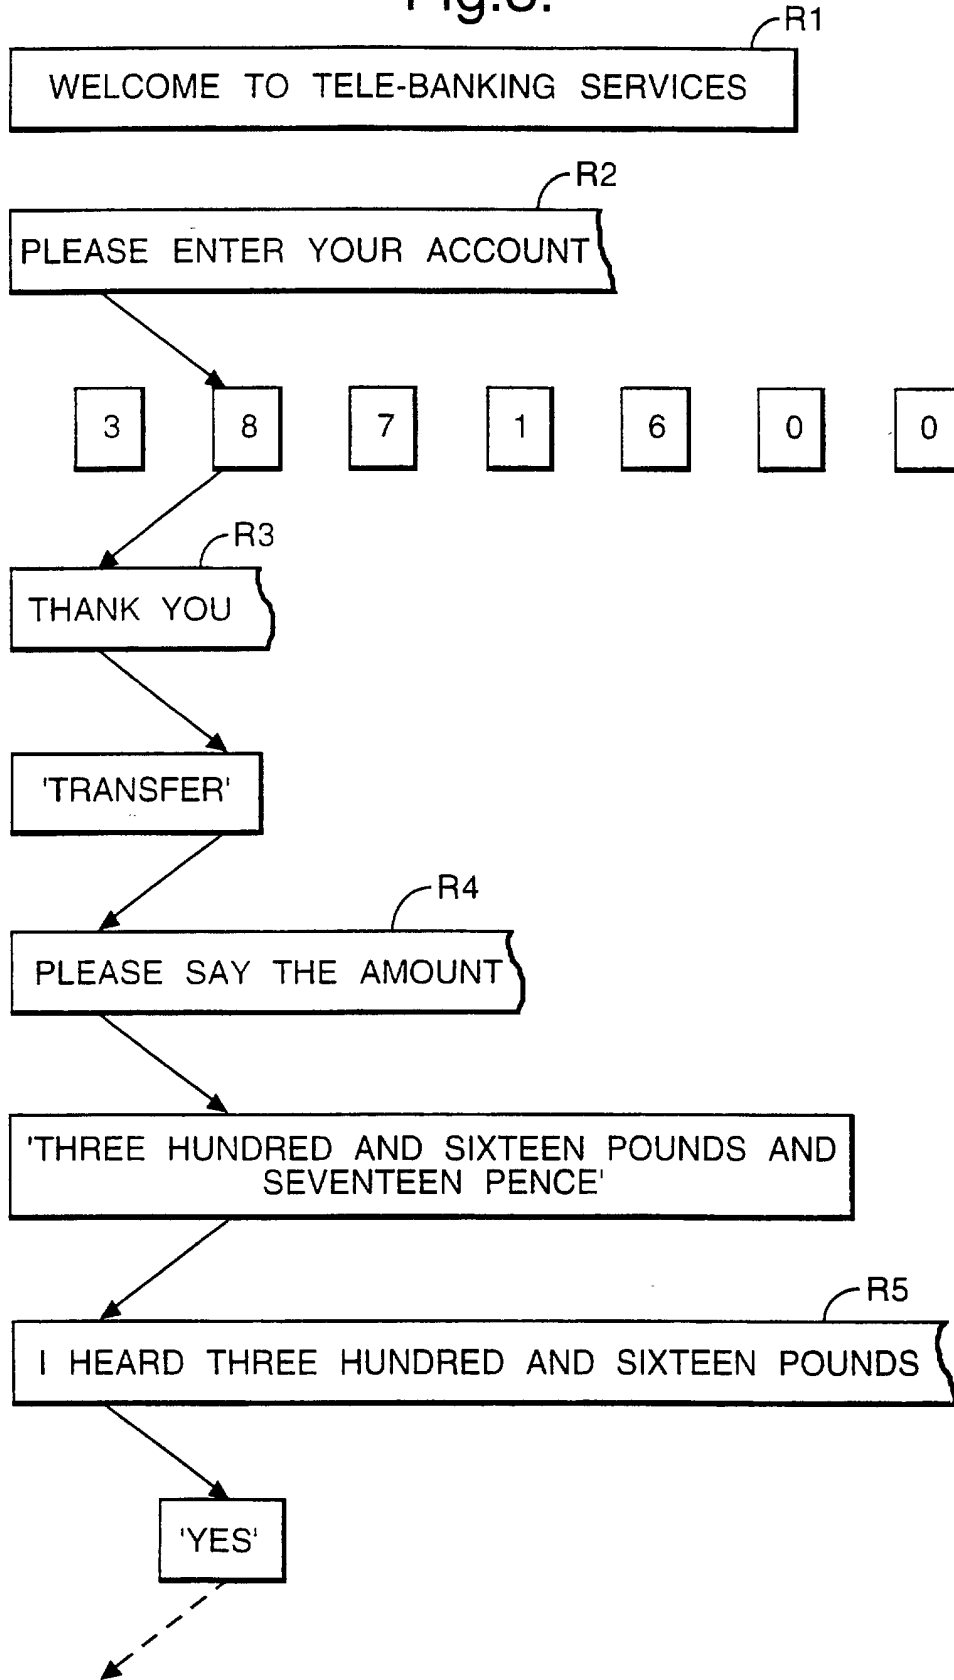 R1
WELCOME TO TELE-BANKING SERVICES
R2
PLEASE ENTER YOUR ACCOUNT
3 8 7 1 6 0 0
R3
THANK YOU
'TRANSFER'
R4
PLEASE SAY THE AMOUNT
'THREE HUNDRED AND SIXTEEN POUNDS AND
SEVENTEEN PENCE'
R5
I HEARD THREE HUNDRED AND SIXTEEN POUNDS
'YES'